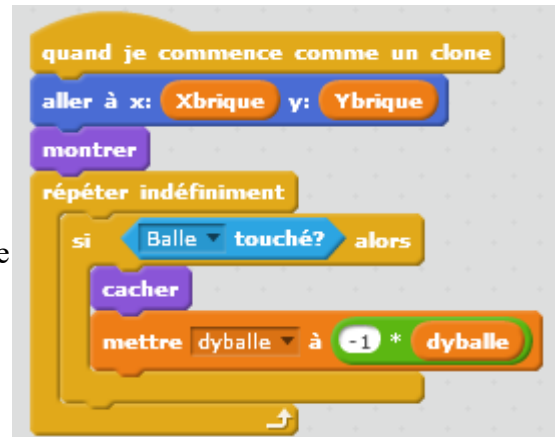 quand je commence comme un clone
aller à x: Xbrique y: Ybrique
montrer
répéter indéfiniment
si Balle touché? alors
e
cacher
mettre dyballe à -1 * dyballe